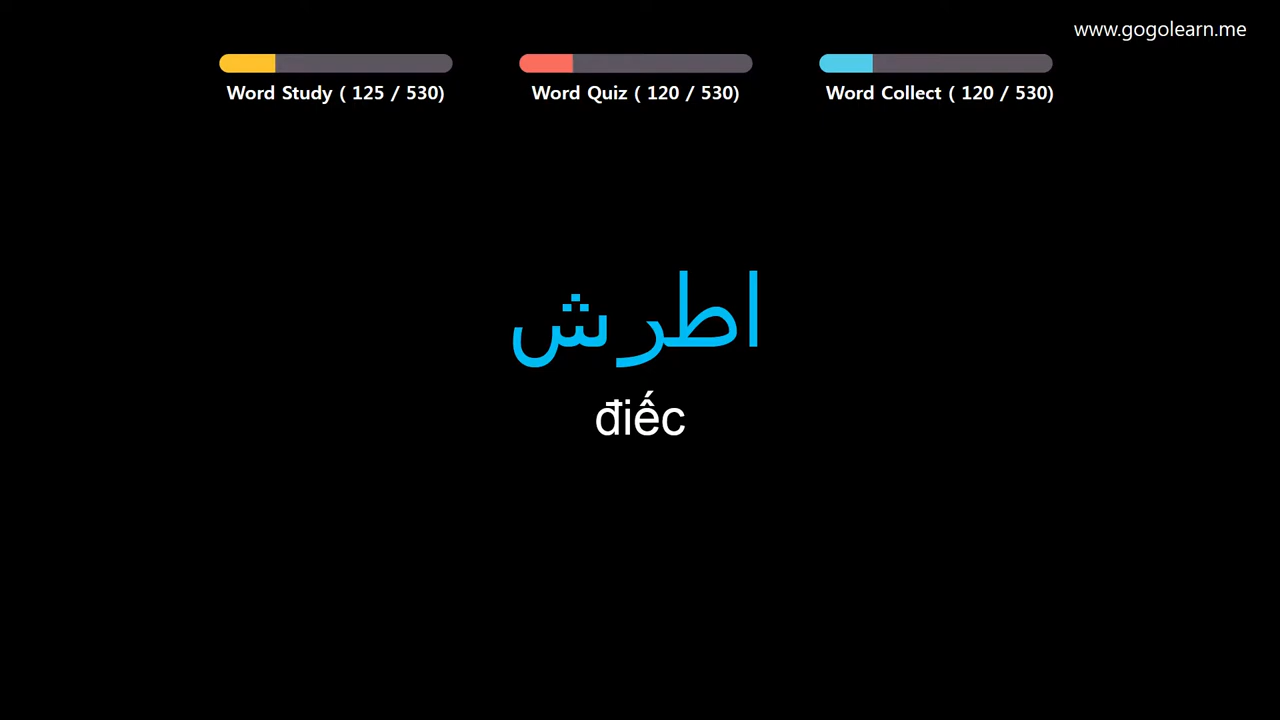 www.gogolearn.me
Word Study ( 125 / 530)
Word Quiz ( 120 / 530)
Word Collect ( 120 / 530)
اطرش
điếc